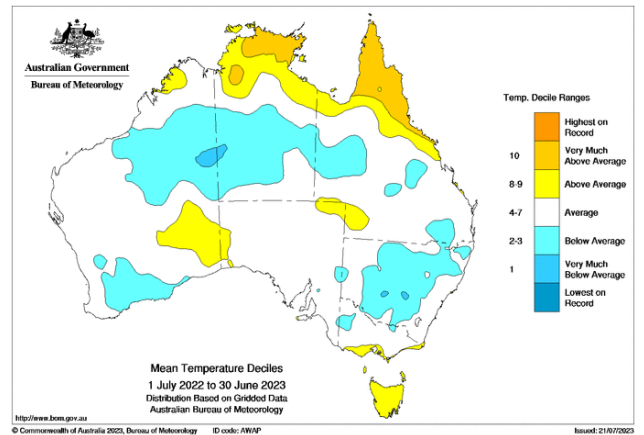 Australian Government
Bureau of Meteorology
Temp. Decile Ranges
Highest on
Record
10
Very Much
Above Average
8-9
Above Average
4-7
Average
2-3
Below Average
1
Very Much
Below Average
Lowest on
Record
Mean Temperature Deciles
1 July 2022 to 30 June 2023
Distribution Based on Gridded Data
Australian Bureau of Meteorology
http://www.bom.gov.au
© Commonwealth of Australia 2023, Bureau of Meteorology
ID code: AWAP
Issued: 21/07/2023